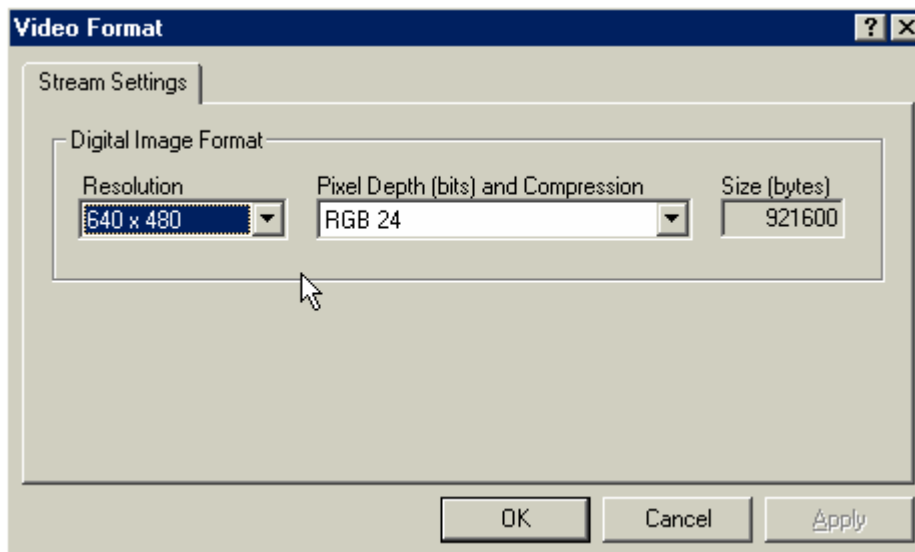 Video Format
Stream Settings
Digital Image Format
Resolution
Pixel Depth (bits) and Compression
Size (bytes)
640 x 480
RGB 24
921600
OK
Cancel
Apply